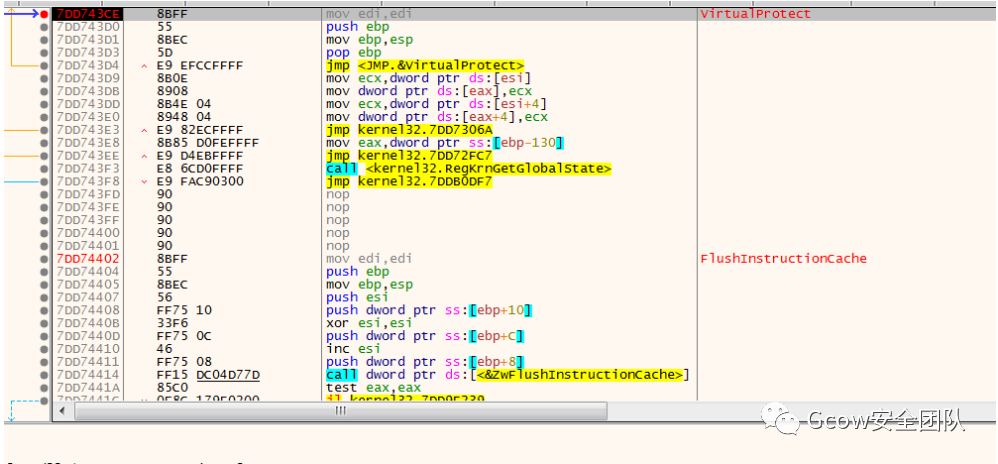 7DD743CE 8BFF mov edi,edi VirtualProtect
7DD743D0 55 push ebp
7DD743D1 8BEC mov ebp,esp
7DD743D3 5D pop ebp
7DD743D4 ^ E9 EFCCFFFF jmp <JMP.&VirtualProtect>
7DD743D9 8B0E mov ecx,dword ptr ds:[esi]
7DD743DB 8908 mov dword ptr ds:[eax],ecx
7DD743DD 8B4E 04 mov ecx,dword ptr ds:[esi+4]
7DD743E0 8948 04 mov dword ptr ds:[eax+4],ecx
7DD743E3 ^ E9 82ECFFFF jmp kernel32.7DD7306A
7DD743E8 8B85 D0FEFFFF mov eax,dword ptr ss:[ebp-130]
7DD743EE ^ E9 D4EBFFFF jmp kernel32.7DD72FC7
7DD743F3 E8 6CD0FFFF call <kernel32.RegKrnGetGlobalState>
7DD743F8 v E9 FAC90300 jmp kernel32.7DDB0DF7
7DD743FD 90 nop
7DD743FE 90 nop
7DD743FF 90 nop
7DD74400 90 nop
7DD74401 90 nop
7DD74402 8BFF mov edi,edi FlushInstructionCache
7DD74404 55 push ebp
7DD74405 8BEC mov ebp,esp
7DD74407 56 push esi
7DD74408 FF75 10 push dword ptr ss:[ebp+10]
7DD7440B 33F6 xor esi,esi
7DD7440D FF75 0C push dword ptr ss:[ebp+C]
7DD74410 46 inc esi
7DD74411 FF75 08 push dword ptr ss:[ebp+8]
7DD74414 FF15 DC04D77D call dword ptr ds:[<&ZwFlushInstructionCache>]
7DD7441A 85C0 test eax,eax
7DD7441C v 0F8C 179E0200 jl kernel32.7DD9E239
Gcow安全团队